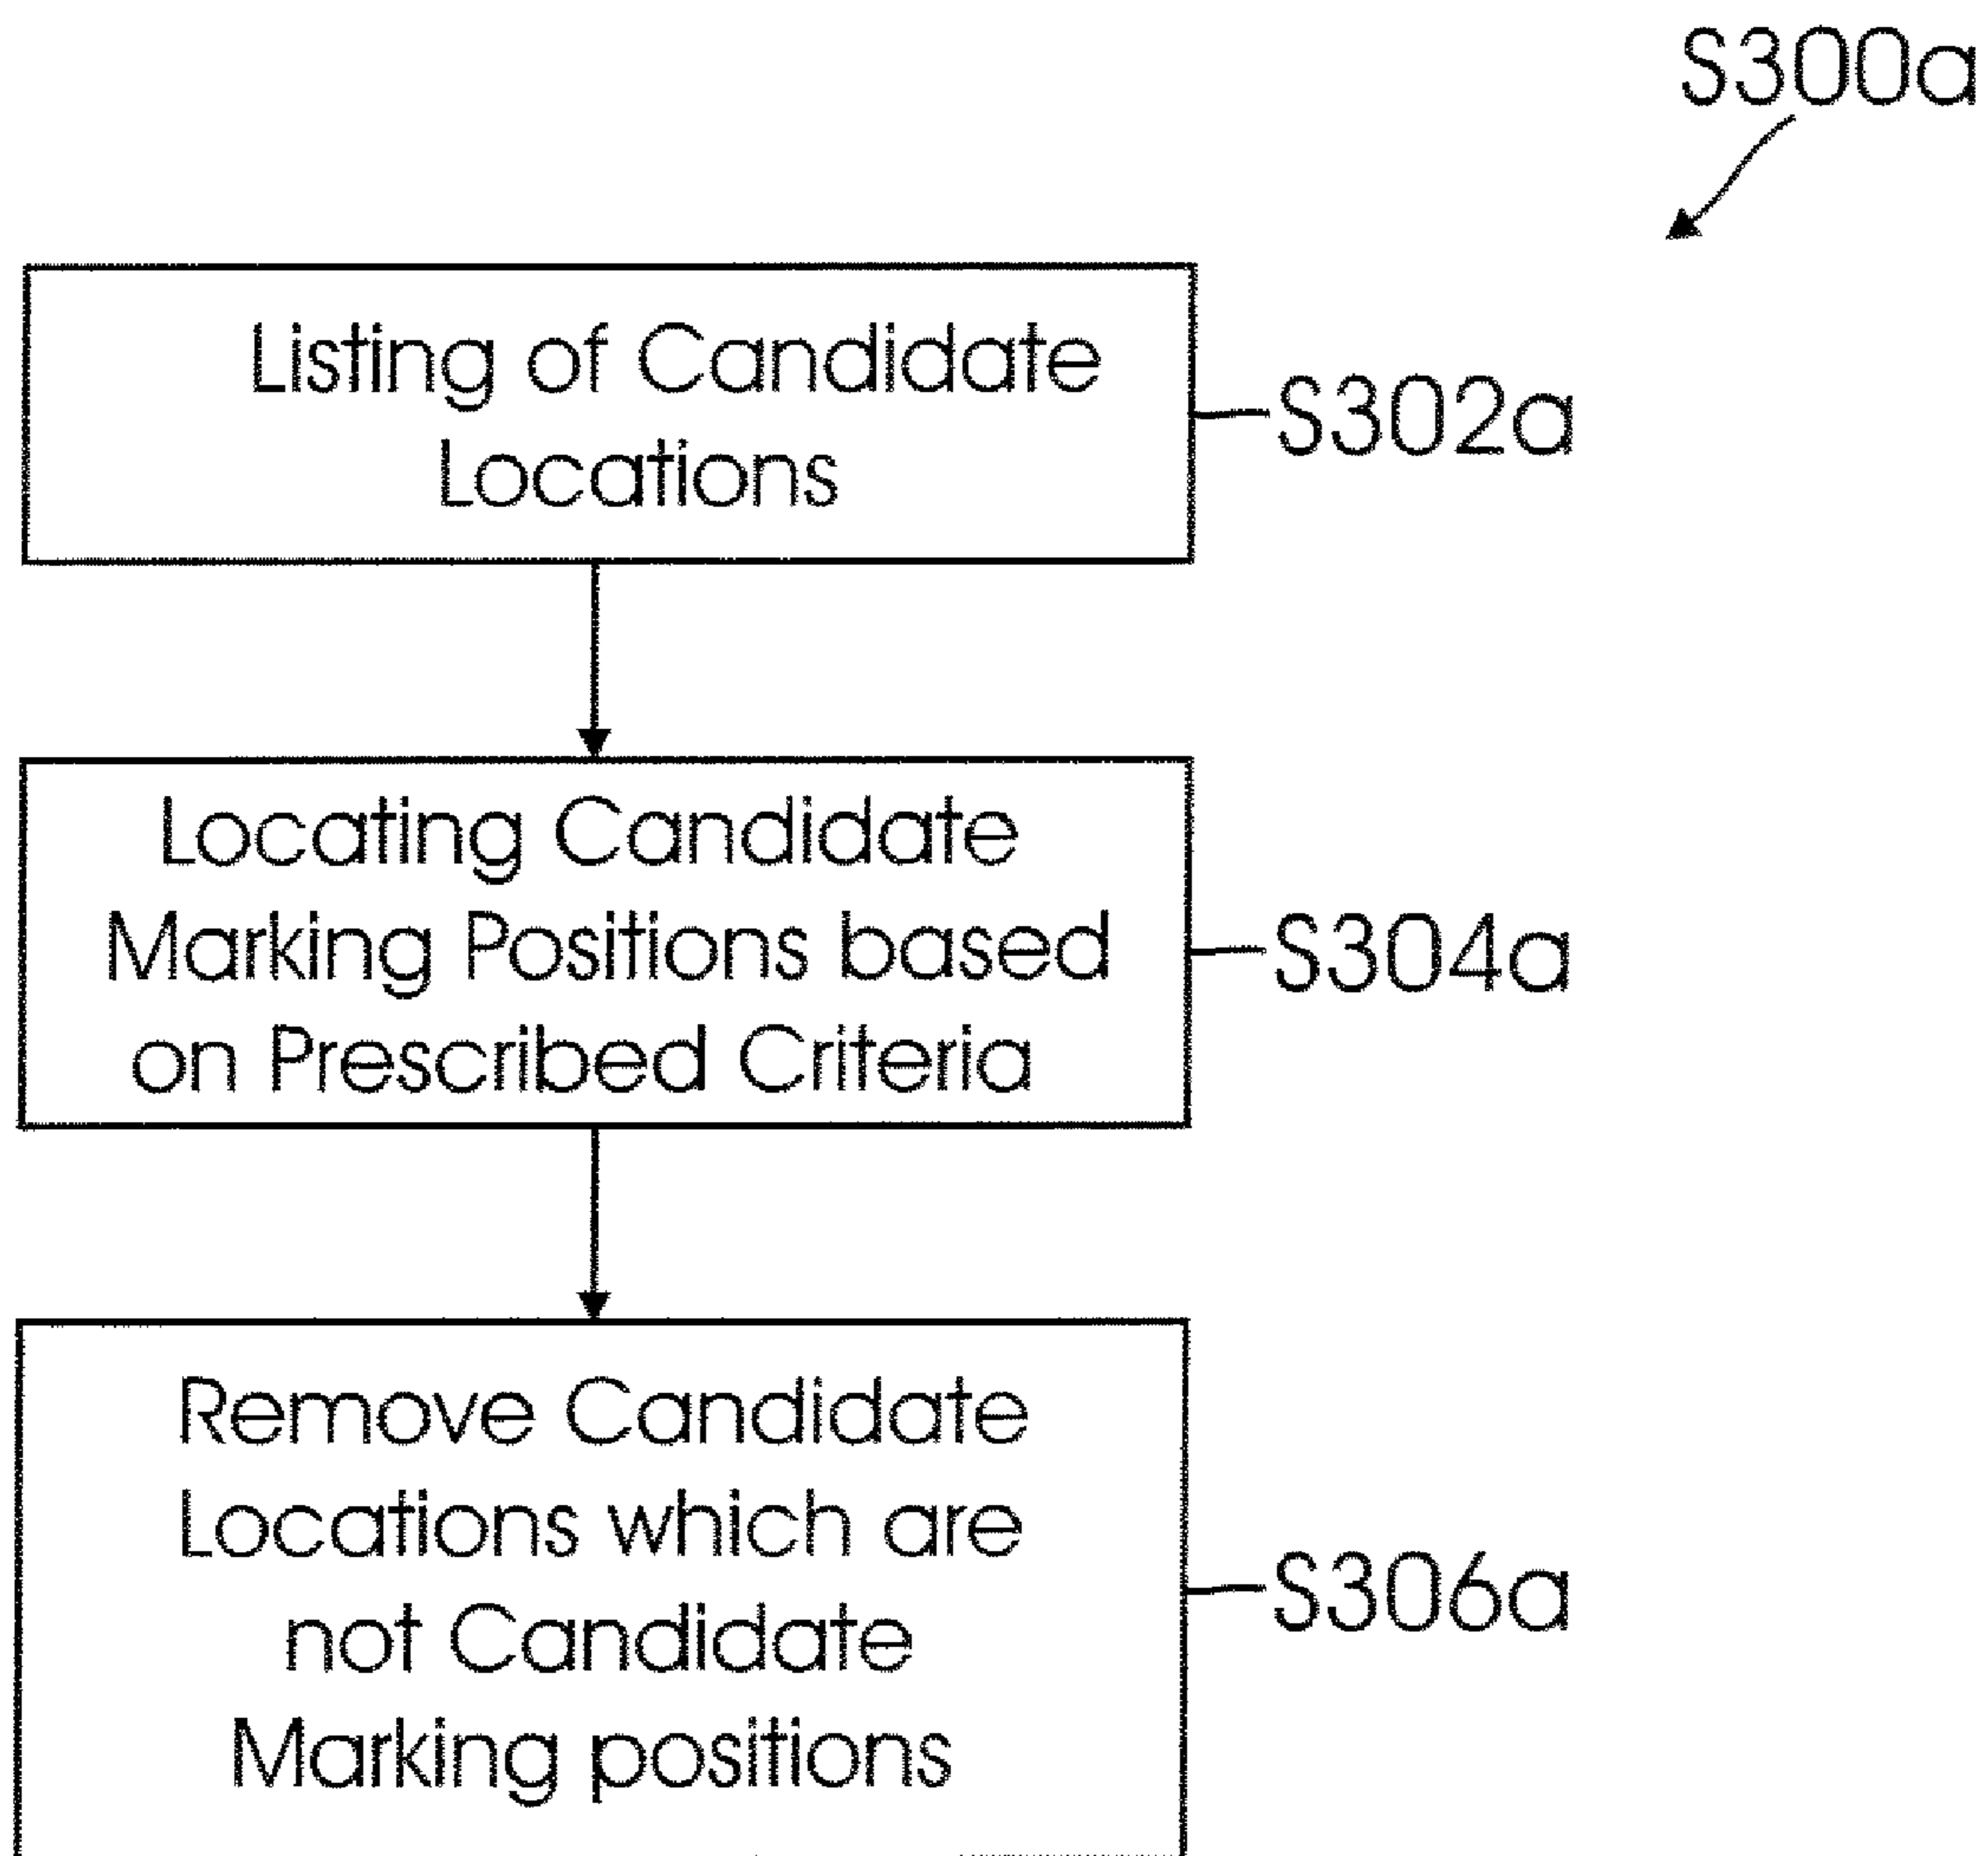 S300a
Listing of Candidate
Locations
S302a
Locating Candidate
Marking Positions based
on Prescribed Criteria
S304a
Remove Candidate
Locations which are
not Candidate
Marking positions
S306a